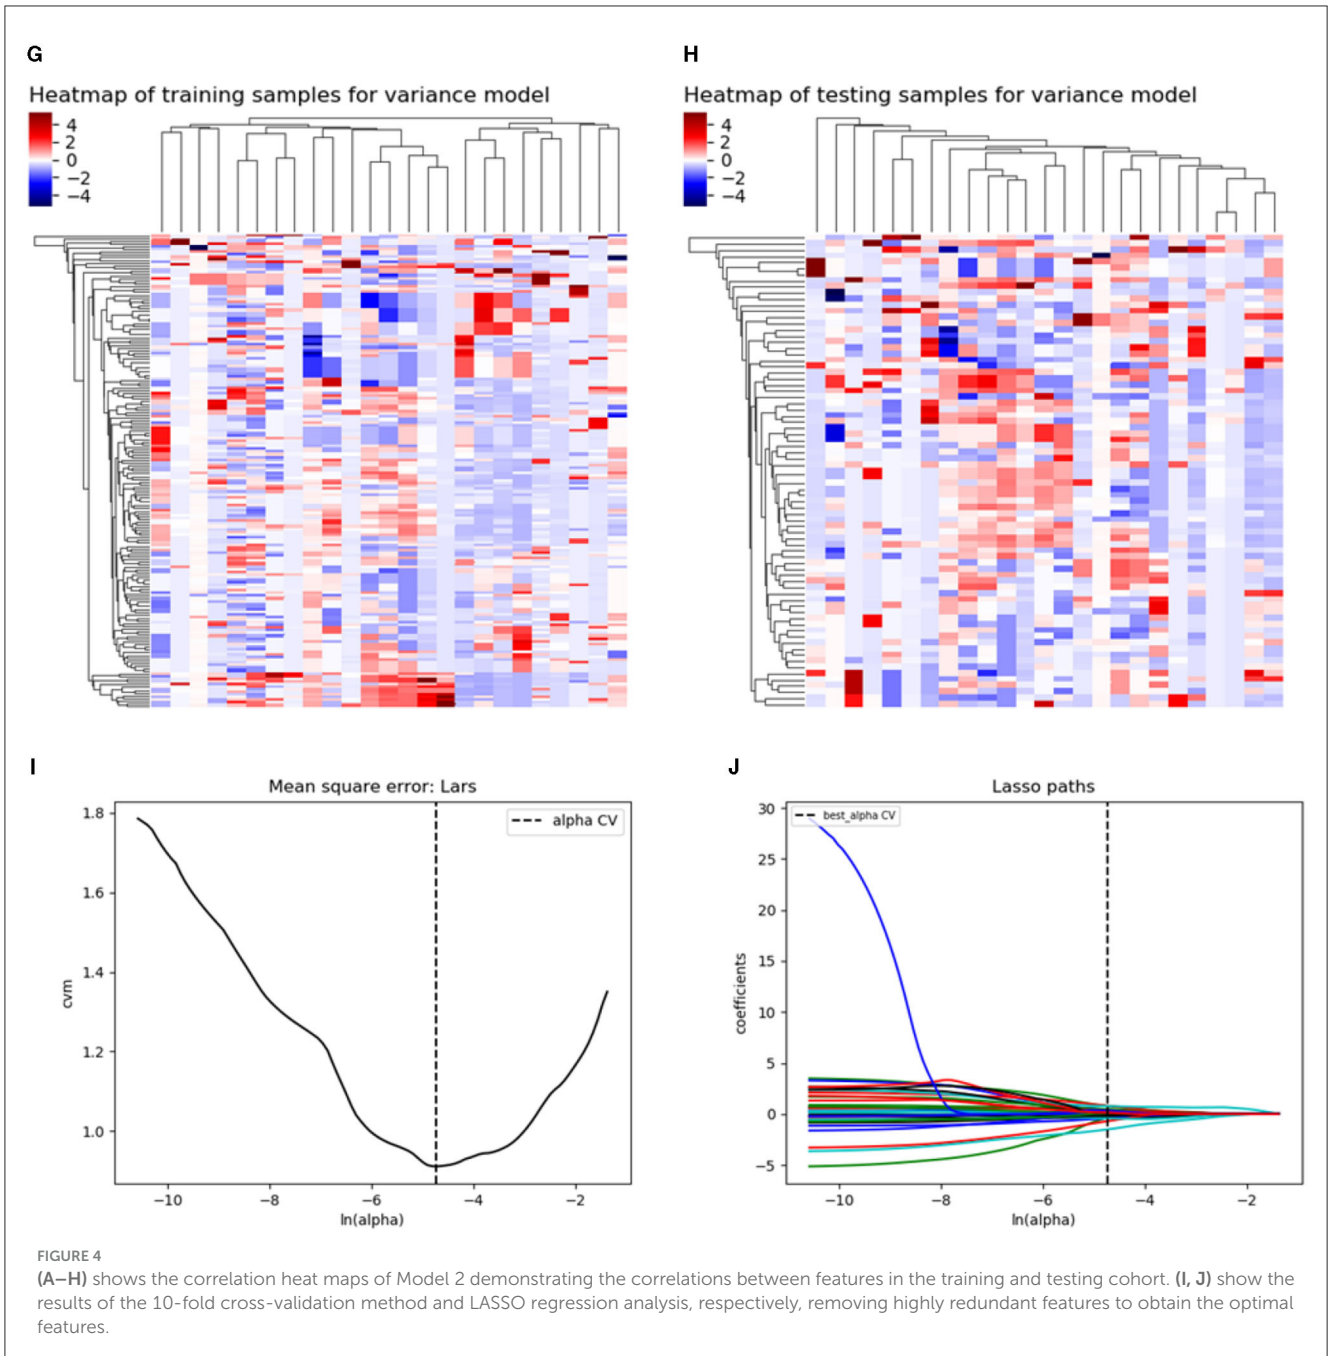 G
Heatmap of training samples for variance model
4
2
0
−2
−4
H
Heatmap of testing samples for variance model
4
2
0
−2
−4
I
Mean square error: Lars
alpha CV
1.8
1.6
1.4
1.2
1.0
cvm
−10
−8
−6
−4
−2
ln(alpha)
J
Lasso paths
best_alpha CV
30
25
20
15
10
5
0
−5
coefficients
−10
−8
−6
−4
−2
ln(alpha)
FIGURE 4
(A–H) shows the correlation heat maps of Model 2 demonstrating the correlations between features in the training and testing cohort. (I, J) show the
results of the 10-fold cross-validation method and LASSO regression analysis, respectively, removing highly redundant features to obtain the optimal
features.